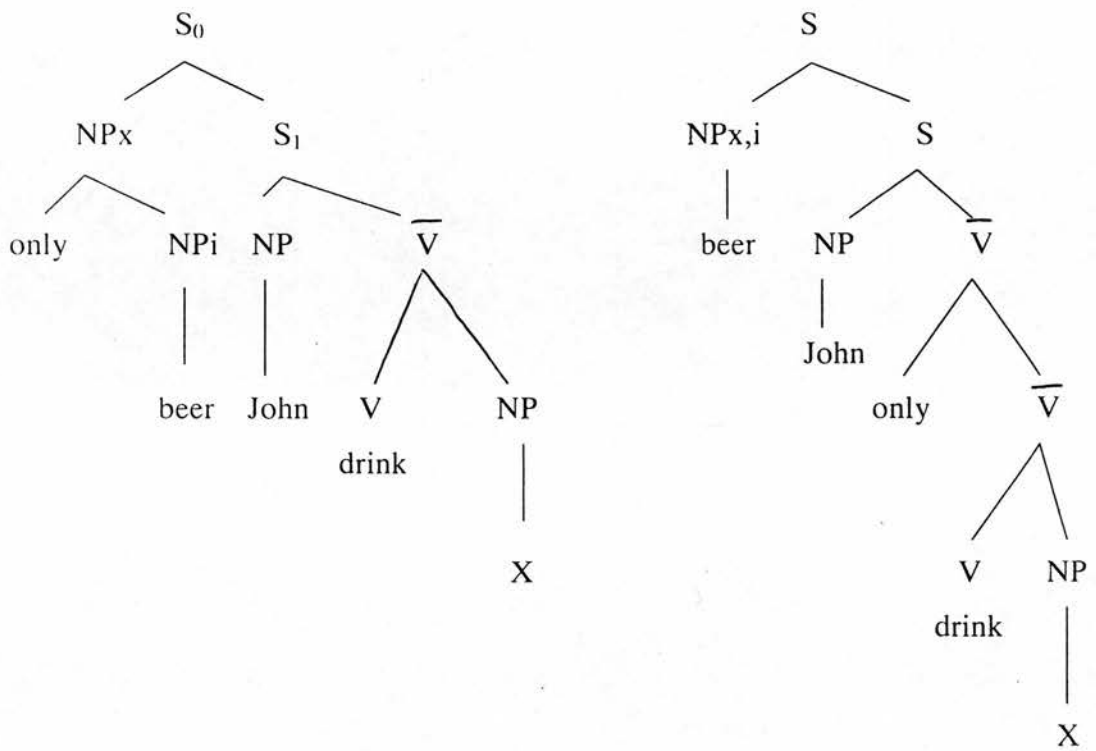 S₀ S
NPx S₁ NPx,i S
only NPi NP V̅ beer NP V̅
John
beer John V NP only V̅
drink
X V NP
drink
X